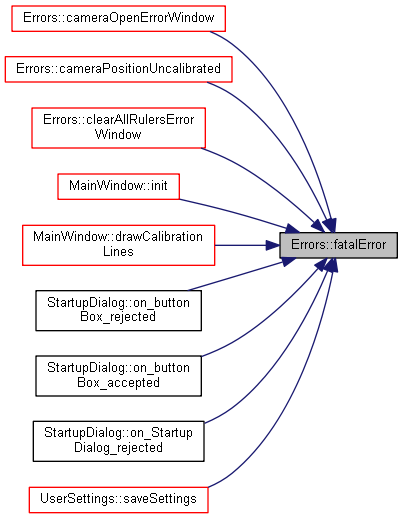 Errors::cameraOpenErrorWindow
Errors::cameraPositionUncalibrated
Errors::clearAllRulersError
Window
MainWindow::init
MainWindow::drawCalibration
Lines
Errors::fatalError
StartupDialog::on_button
Box_rejected
StartupDialog::on_button
Box_accepted
StartupDialog::on_Startup
Dialog_rejected
UserSettings::saveSettings